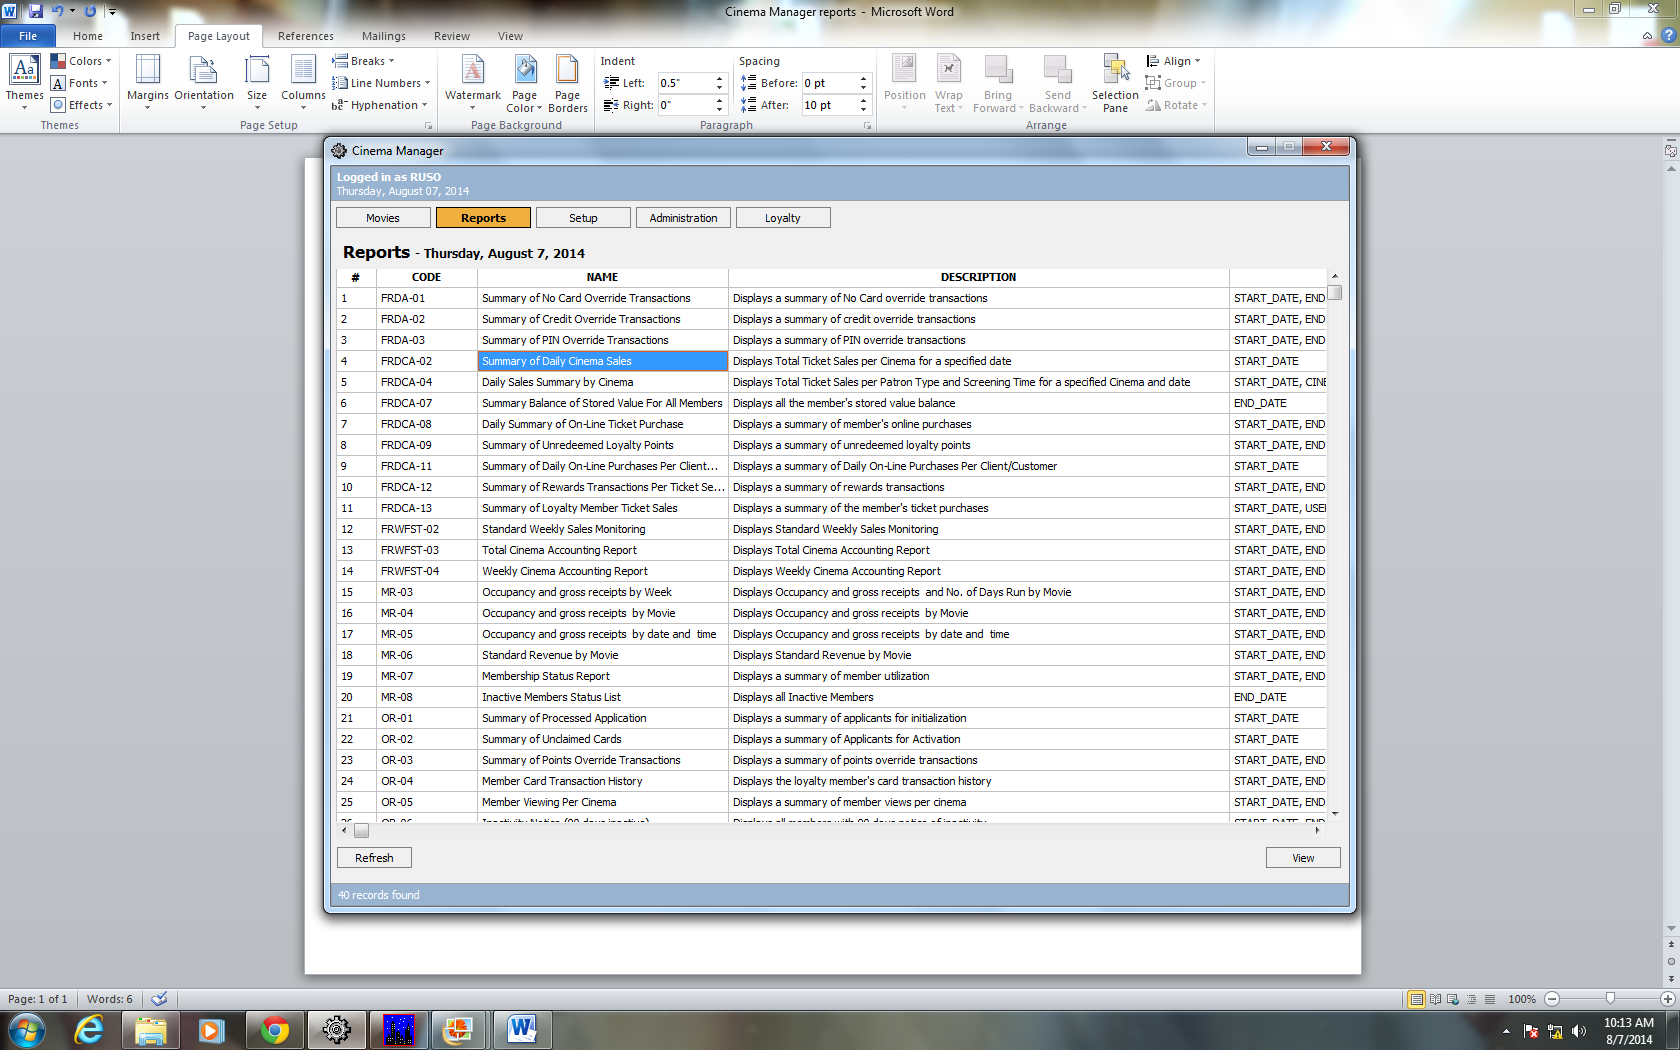 Cinema Manager reports - Microsoft Word
File Home Insert Page Layout References Mailings Review View
Themes
Colors
Fonts
Effects
Themes
Margins Orientation Size Columns
Breaks
Line Numbers
Hyphenation
Page Setup
Watermark Page Color Page Borders
Page Background
Indent
Left: 0.5"
Right: 0"
Spacing
Before: 0 pt
After: 10 pt
Paragraph
Position Wrap Text Bring Forward Send Backward Selection Pane
Align
Group
Rotate
Arrange
Cinema Manager
Logged in as RUSO
Thursday, August 07, 2014
Movies Reports Setup Administration Loyalty
Reports - Thursday, August 7, 2014
# CODE NAME DESCRIPTION
1 FRDA-01 Summary of No Card Override Transactions Displays a summary of No Card override transactions START_DATE, END
2 FRDA-02 Summary of Credit Override Transactions Displays a summary of credit override transactions START_DATE, END
3 FRDA-03 Summary of PIN Override Transactions Displays a summary of PIN override transactions START_DATE, END
4 FRDCA-02 Summary of Daily Cinema Sales Displays Total Ticket Sales per Cinema for a specified date START_DATE
5 FRDCA-04 Daily Sales Summary by Cinema Displays Total Ticket Sales per Patron Type and Screening Time for a specified Cinema and date START_DATE, CINE
6 FRDCA-07 Summary Balance of Stored Value For All Members Displays all the member's stored value balance END_DATE
7 FRDCA-08 Daily Summary of On-Line Ticket Purchase Displays a summary of member's online purchases START_DATE, END
8 FRDCA-09 Summary of Unredeemed Loyalty Points Displays a summary of unredeemed loyalty points START_DATE, END
9 FRDCA-11 Summary of Daily On-Line Purchases Per Client... Displays a summary of Daily On-Line Purchases Per Client/Customer START_DATE
10 FRDCA-12 Summary of Rewards Transactions Per Ticket Se... Displays a summary of rewards transactions START_DATE, END
11 FRDCA-13 Summary of Loyalty Member Ticket Sales Displays a summary of the member's ticket purchases START_DATE, USE
12 FRWFST-02 Standard Weekly Sales Monitoring Displays Standard Weekly Sales Monitoring START_DATE, END
13 FRWFST-03 Total Cinema Accounting Report Displays Total Cinema Accounting Report START_DATE, END
14 FRWFST-04 Weekly Cinema Accounting Report Displays Weekly Cinema Accounting Report START_DATE, END
15 MR-03 Occupancy and gross receipts by Week Displays Occupancy and gross receipts and No. of Days Run by Movie START_DATE, END
16 MR-04 Occupancy and gross receipts by Movie Displays Occupancy and gross receipts by Movie START_DATE, END
17 MR-05 Occupancy and gross receipts by date and time Displays Occupancy and gross receipts by date and time START_DATE, END
18 MR-06 Standard Revenue by Movie Displays Standard Revenue by Movie START_DATE, END
19 MR-07 Membership Status Report Displays a summary of member utilization START_DATE, END
20 MR-08 Inactive Members Status List Displays all Inactive Members END_DATE
21 OR-01 Summary of Processed Application Displays a summary of applicants for initialization START_DATE
22 OR-02 Summary of Unclaimed Cards Displays a summary of Applicants for Activation START_DATE
23 OR-03 Summary of Points Override Transactions Displays a summary of points override transactions START_DATE, END
24 OR-04 Member Card Transaction History Displays the loyalty member's card transaction history START_DATE, END
25 OR-05 Member Viewing Per Cinema Displays a summary of member views per cinema START_DATE, END
Refresh View
40 records found
Page: 1 of 1 Words: 6 100%
10:13 AM
8/7/2014